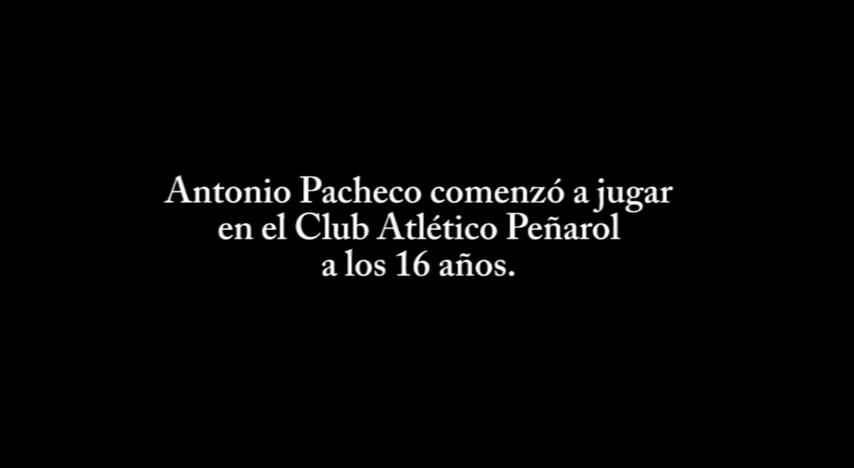 Antonio Pacheco comenzó a jugar
en el Club Atlético Peñarol
a los 16 años.